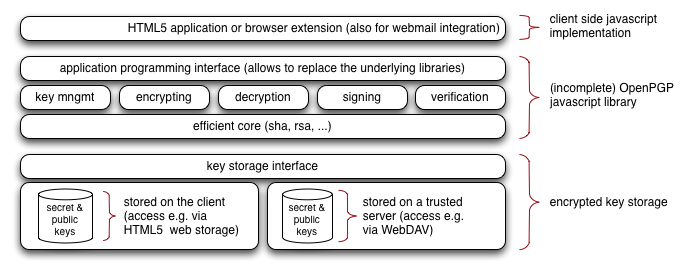 HTML5 application or browser extension (also for webmail integration)
client side javascript
implementation
application programming interface (allows to replace the underlying libraries)
key mngmt
encrypting
decryption
signing
verification
efficient core (sha, rsa, ...)
(incomplete) OpenPGP
javascript library
key storage interface
secret &
public
keys
stored on the client
(access e.g. via
HTML5 web storage)
secret &
public
keys
stored on a trusted
server (access e.g.
via WebDAV)
encrypted key storage